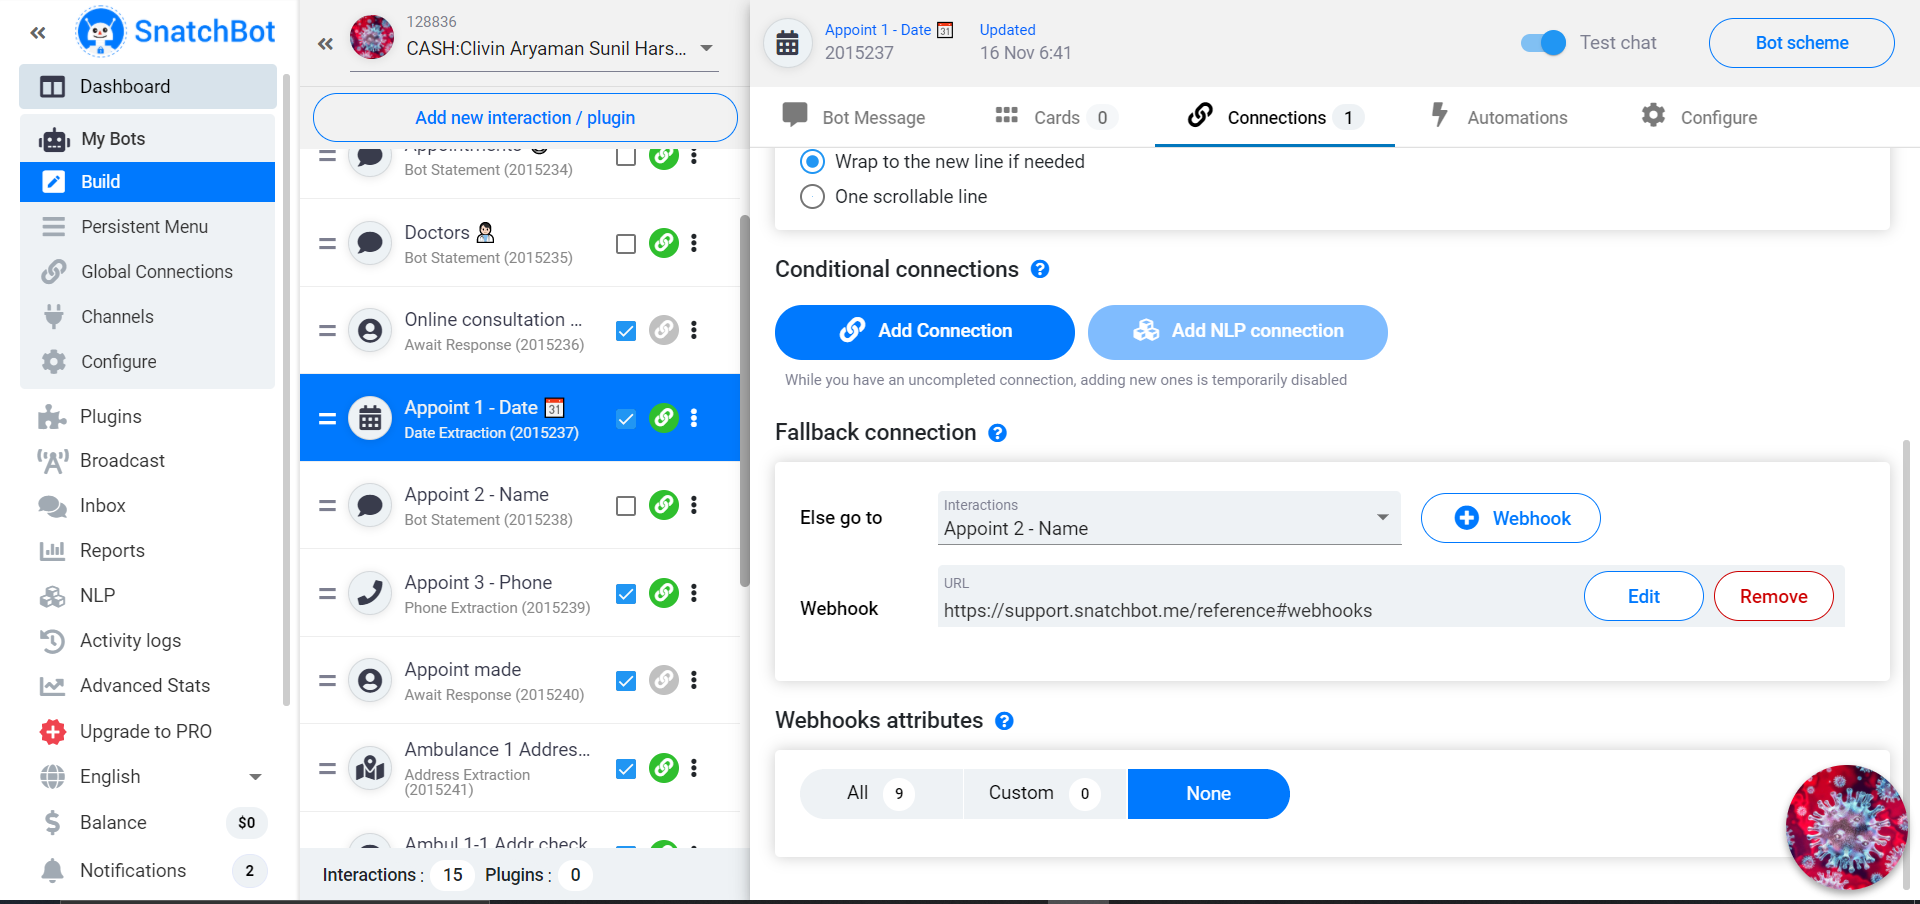 SnatchBot
Dashboard
My Bots
Build
Persistent Menu
Global Connections
Channels
Configure
Plugins
Broadcast
Inbox
Reports
NLP
Activity logs
Advanced Stats
Upgrade to PRO
English
Balance $0
Notifications 2
128836
CASH:Clivin Aryaman Sunil Hars...
Add new interaction / plugin
Appointments
Bot Statement (2015234)
Doctors
Bot Statement (2015235)
Online consultation ...
Await Response (2015236)
Appoint 1 - Date 31
Date Extraction (2015237)
Appoint 2 - Name
Bot Statement (2015238)
Appoint 3 - Phone
Phone Extraction (2015239)
Appoint made
Await Response (2015240)
Ambulance 1 Addres...
Address Extraction
(2015241)
Ambul 1-1 Addr check
Interactions : 15 Plugins : 0
Appoint 1 - Date 31
2015237
Updated
16 Nov 6:41
Test chat
Bot scheme
Bot Message
Cards 0
Connections 1
Automations
Configure
Wrap to the new line if needed
One scrollable line
Conditional connections ?
Add Connection
Add NLP connection
While you have an uncompleted connection, adding new ones is temporarily disabled
Fallback connection ?
Else go to
Interactions
Appoint 2 - Name
Webhook
Webhook
URL
https://support.snatchbot.me/reference#webhooks
Edit
Remove
Webhooks attributes ?
All 9
Custom 0
None